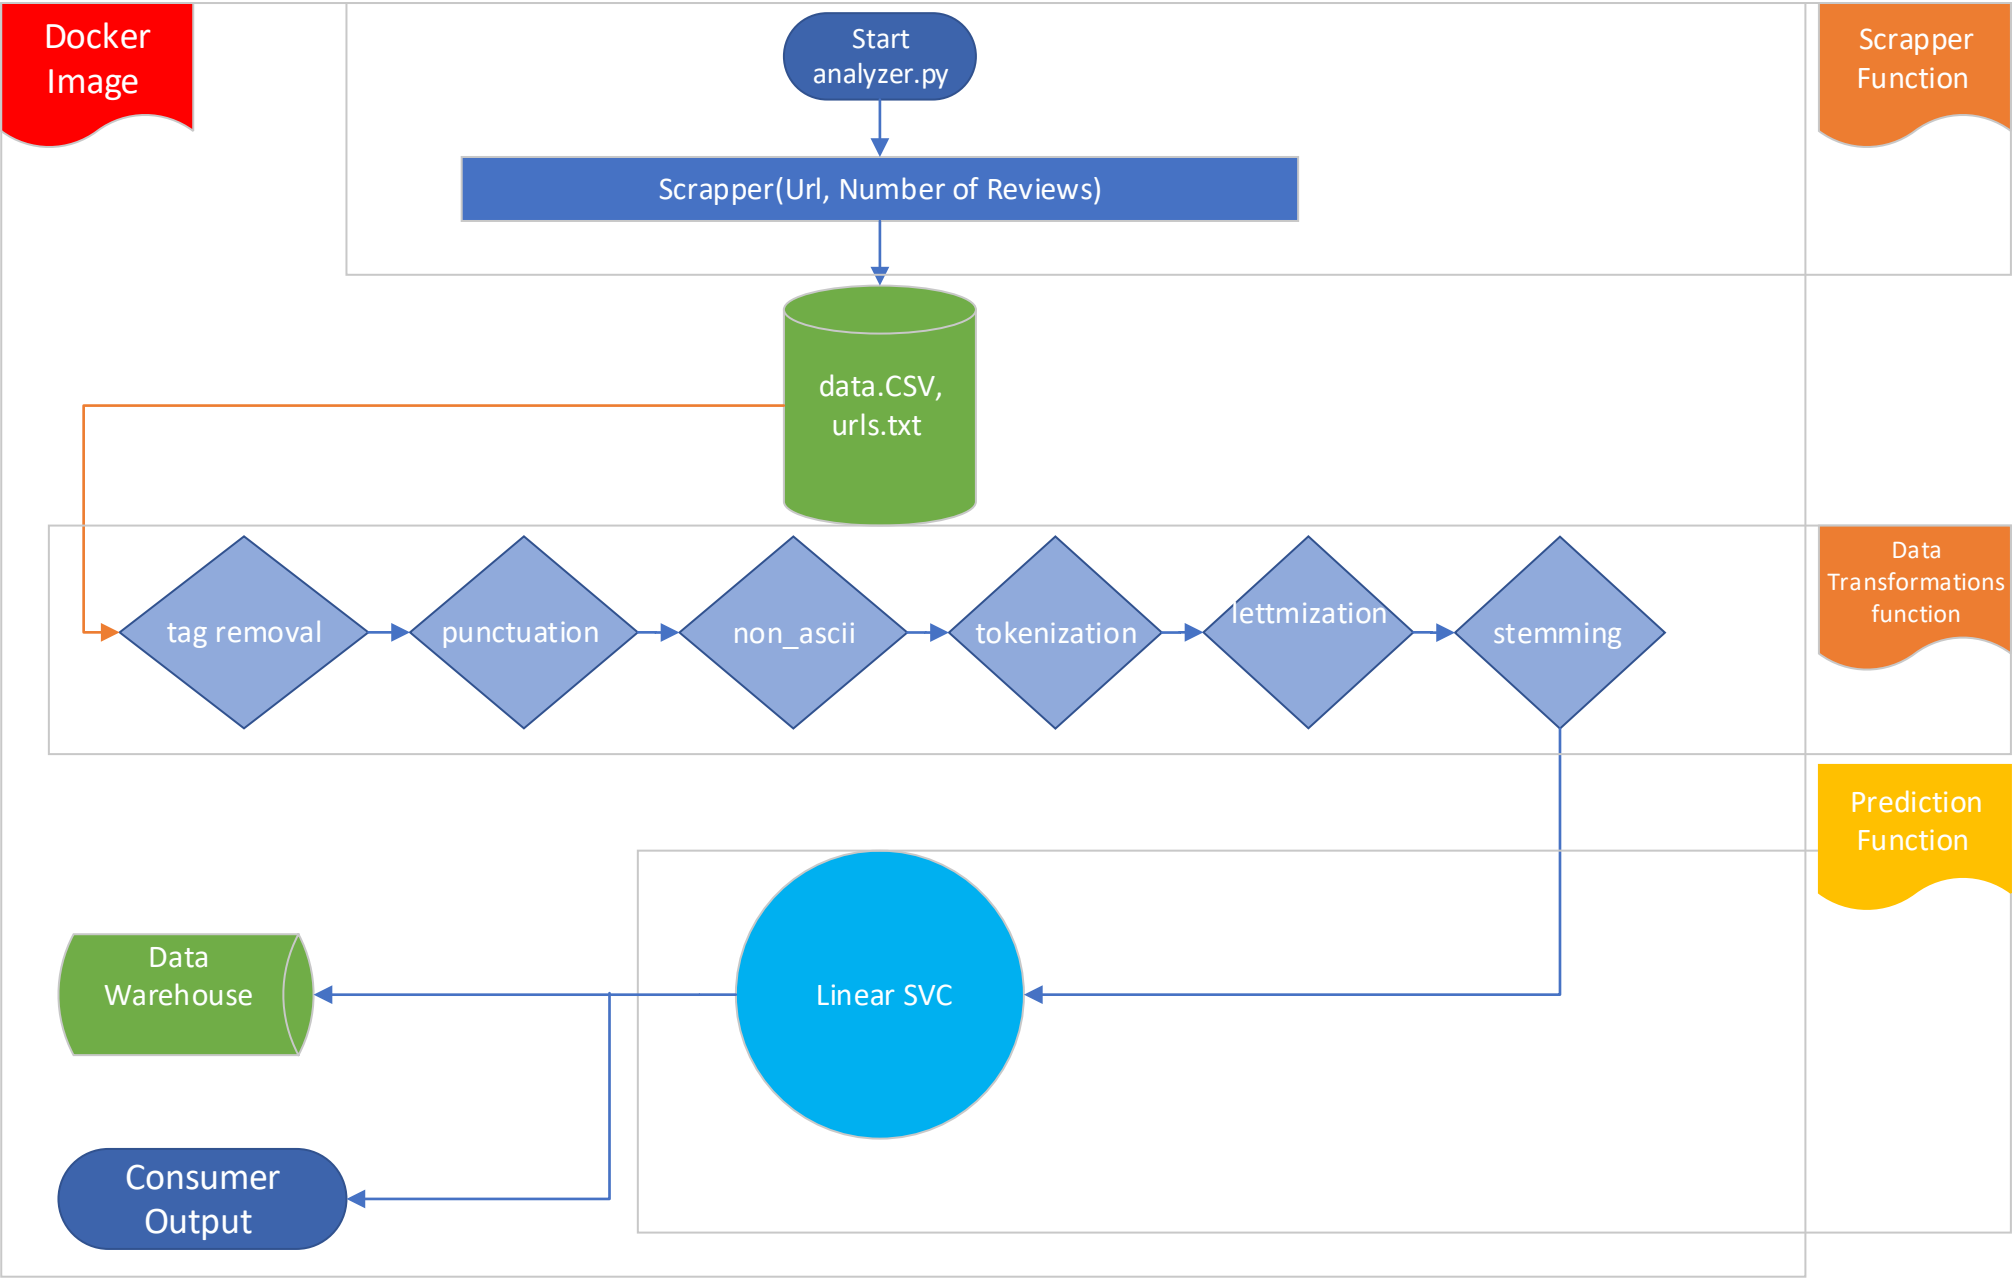 Docker
Image
Start
analyzer.py
Scrapper
Function
Scrapper(Url, Number of Reviews)
data.CSV,
urls.txt
Data
Transformations
function
tag removal
punctuation
non_ascii
tokenization
lettmization
stemming
Prediction
Function
Data
Warehouse
Linear SVC
Consumer
Output